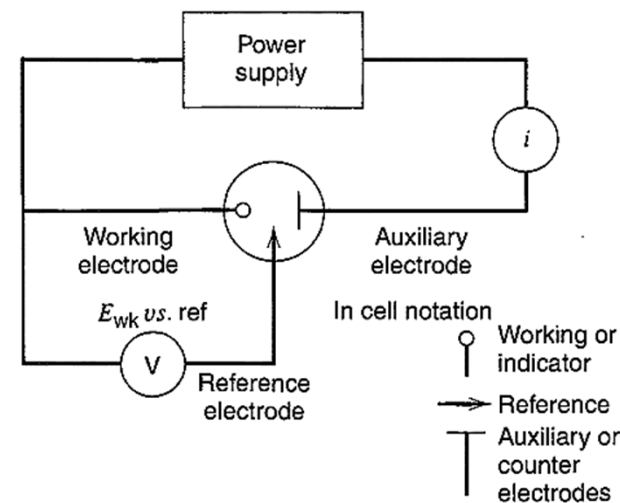 Power
supply
i
Working
electrode
Auxiliary
electrode
E wk vs. ref
V
Reference
electrode
In cell notation
Working or
indicator
Reference
Auxiliary or
counter
electrodes